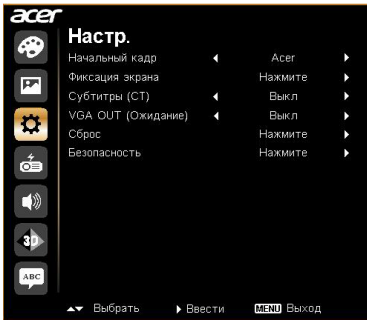 acer
Настр.
Начальный кадр Acer
Фиксация экрана Нажмите
Субтитры (СТ) Выкл
VGA OUT (Ожидание) Выкл
Сброс Нажмите
Безопасность Нажмите
3D
ABC
Выбрать Ввести MENU Выход